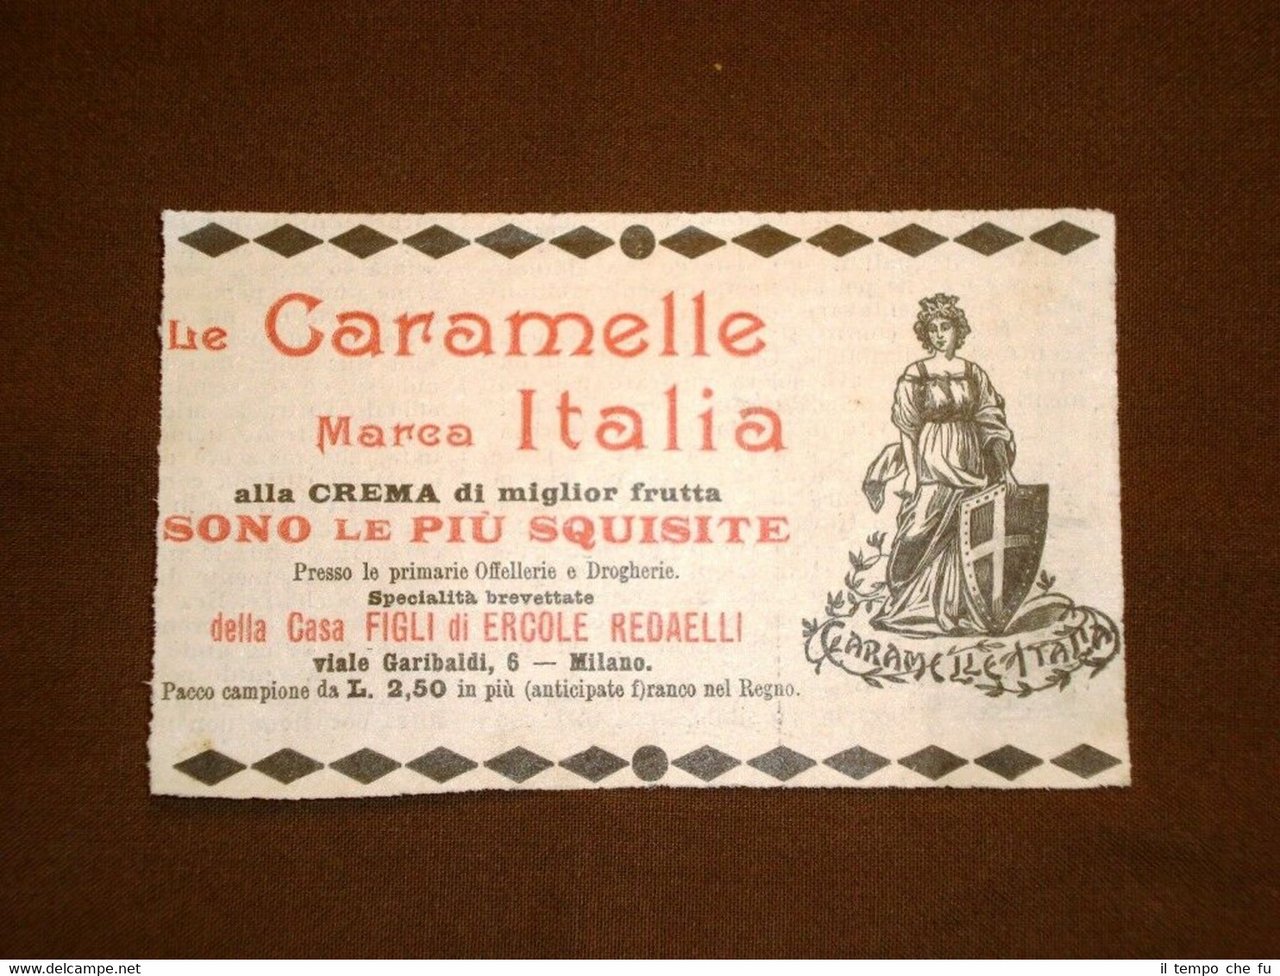 Le Caramelle
Marca Italia
alla CREMA di miglior frutta
SONO LE PIÙ SQUISITE
Presso le primarie Offellerie e Drogherie.
Specialità brevettate
della Casa FIGLI di ERCOLE REDAELLI
viale Garibaldi, 6 — Milano.
Pacco campione da L. 2,50 in più (anticipate f)ranco nel Regno.
CARAMELLE ITALIA
www.delcampe.net
il tempo che fu